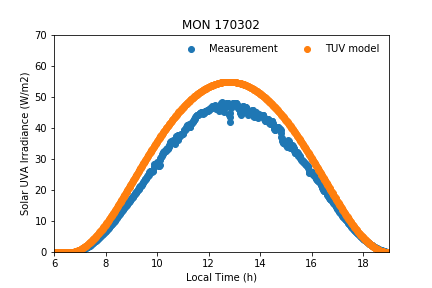 MON 170302
Measurement TUV model
Solar UVA Irradiance (W/m2)
70
60
50
40
30
20
10
0
6 8 10 12 14 16 18
Local Time (h)